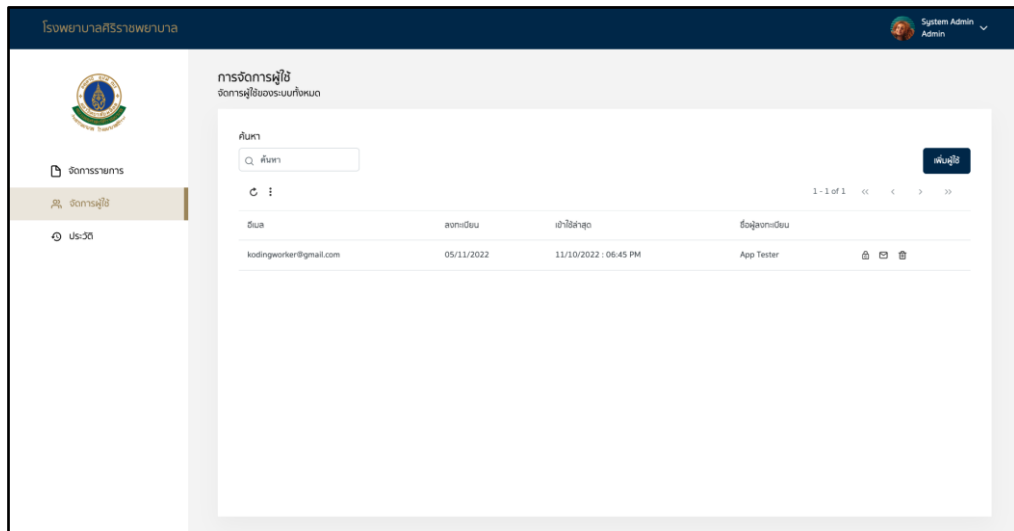 โรงพยาบาลศิริราชพยาบาล
System Admin
Admin
การจัดการผู้ใช้
จัดการผู้ใช้ของระบบทั้งหมด
จัดการรายการ
จัดการผู้ใช้
ประวัติ
ค้นหา
ค้นหา
เพิ่มผู้ใช้
1 - 1 of 1
อีเมล ลงทะเบียน เข้าใช้ล่าสุด ชื่อผู้ลงทะเบียน
kodingworker@gmail.com 05/11/2022 11/10/2022 : 06:45 PM App Tester